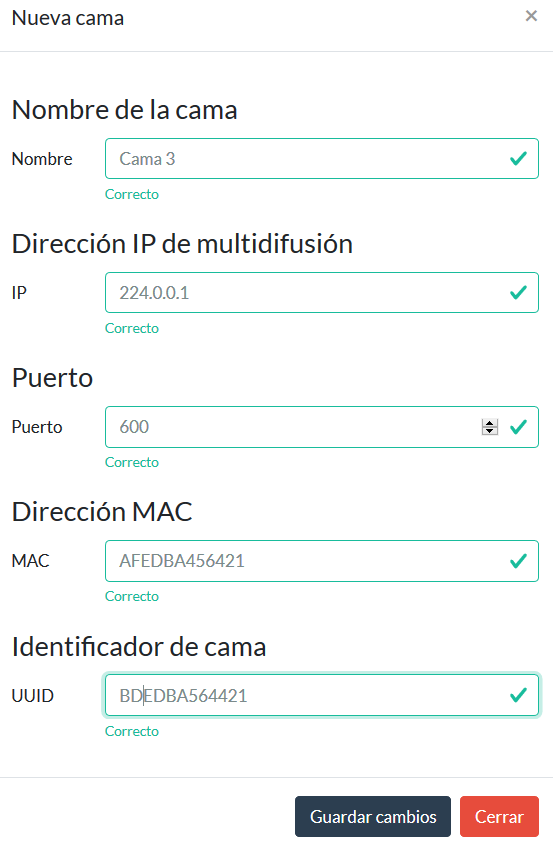 Nueva cama ×
Nombre de la cama
Nombre Cama 3
Correcto
Dirección IP de multidifusión
IP 224.0.0.1
Correcto
Puerto
Puerto 600
Correcto
Dirección MAC
MAC AFEDBA456421
Correcto
Identificador de cama
UUID BDEDBA564421
Correcto
Guardar cambios Cerrar